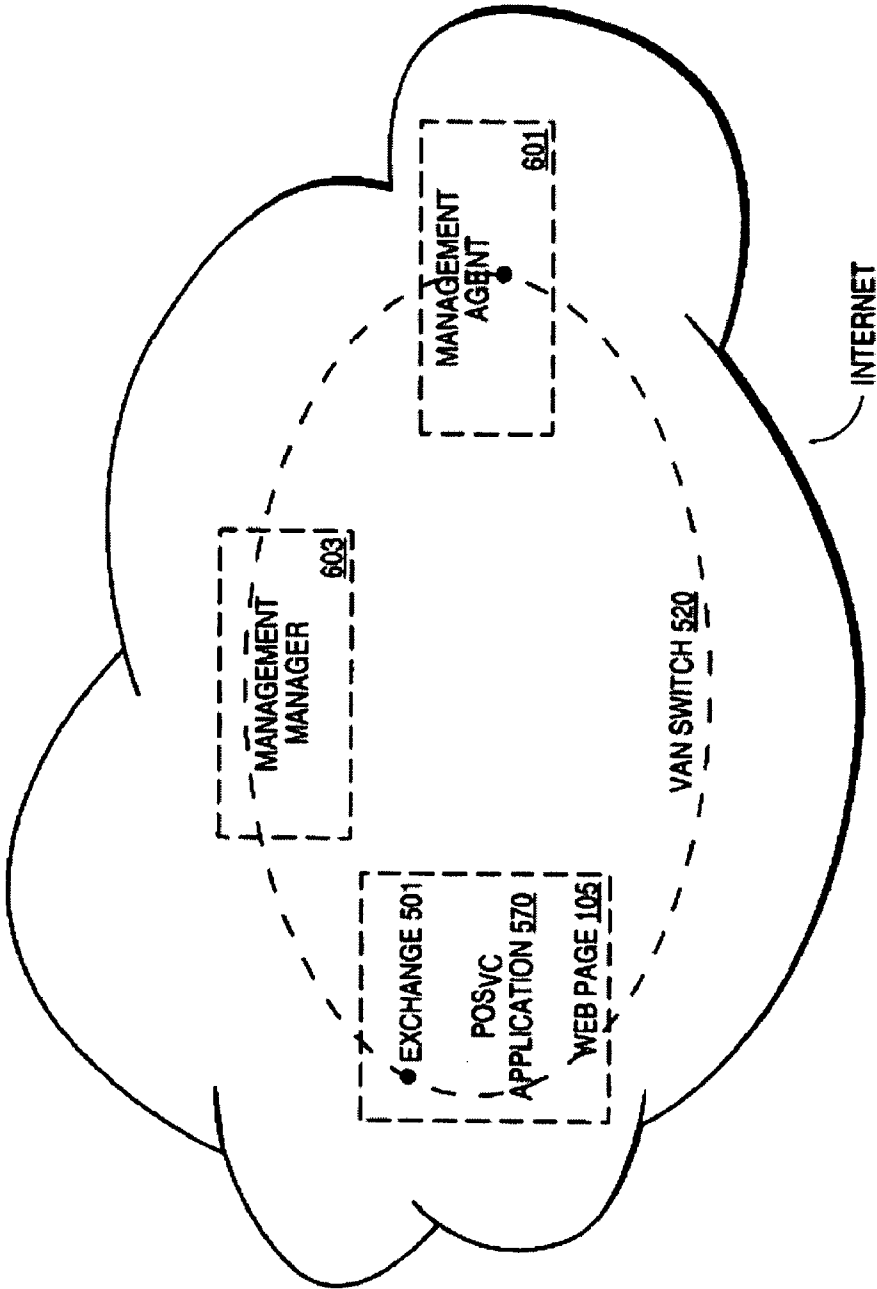 MANAGEMENT
MANAGER
603
EXCHANGE 501
POSVC
APPLICATION 570
WEB PAGE 105
MANAGEMENT
AGENT
601
VAN SWITCH 520
INTERNET